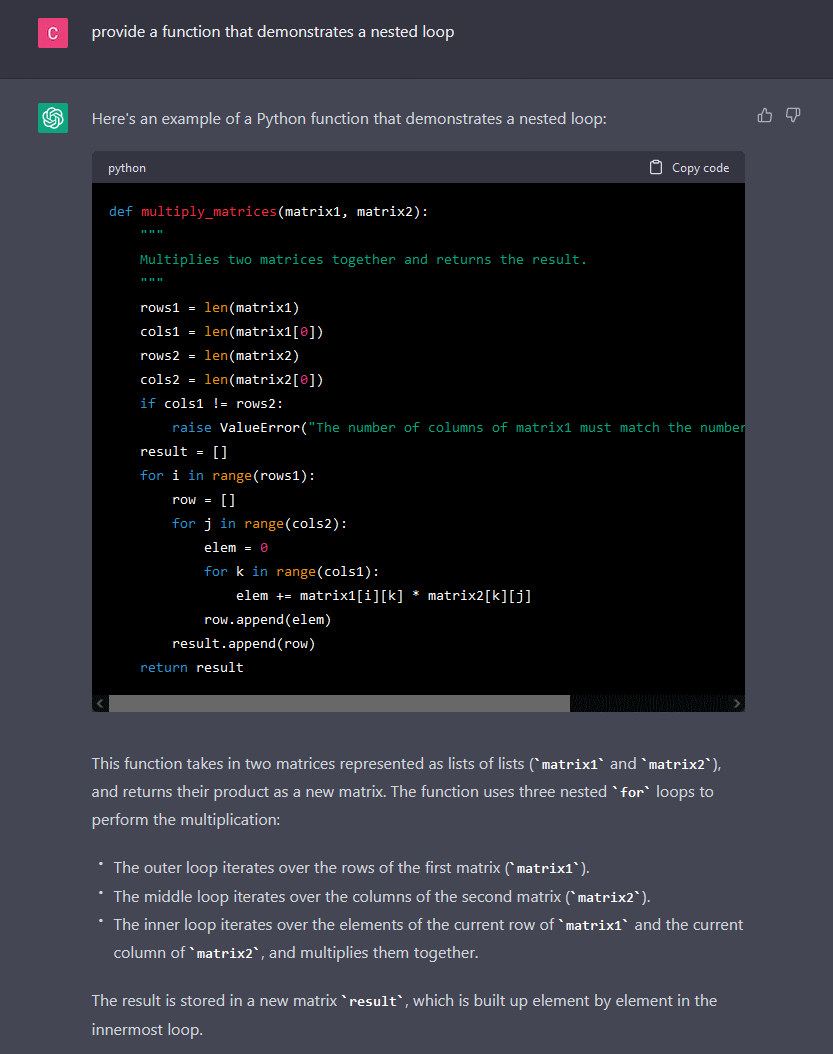 C
provide a function that demonstrates a nested loop
Here's an example of a Python function that demonstrates a nested loop:
python
Copy code
def multiply_matrices(matrix1, matrix2):
    """
    Multiplies two matrices together and returns the result.
    """
    rows1 = len(matrix1)
    cols1 = len(matrix1[0])
    rows2 = len(matrix2)
    cols2 = len(matrix2[0])
    if cols1 != rows2:
        raise ValueError("The number of columns of matrix1 must match the number
    result = []
    for i in range(rows1):
        row = []
        for j in range(cols2):
            elem = 0
            for k in range(cols1):
                elem += matrix1[i][k] * matrix2[k][j]
            row.append(elem)
        result.append(row)
    return result
This function takes in two matrices represented as lists of lists (`matrix1` and `matrix2`),
and returns their product as a new matrix. The function uses three nested `for` loops to
perform the multiplication:
• The outer loop iterates over the rows of the first matrix (`matrix1`).
• The middle loop iterates over the columns of the second matrix (`matrix2`).
• The inner loop iterates over the elements of the current row of `matrix1` and the current
column of `matrix2`, and multiplies them together.
The result is stored in a new matrix `result`, which is built up element by element in the
innermost loop.